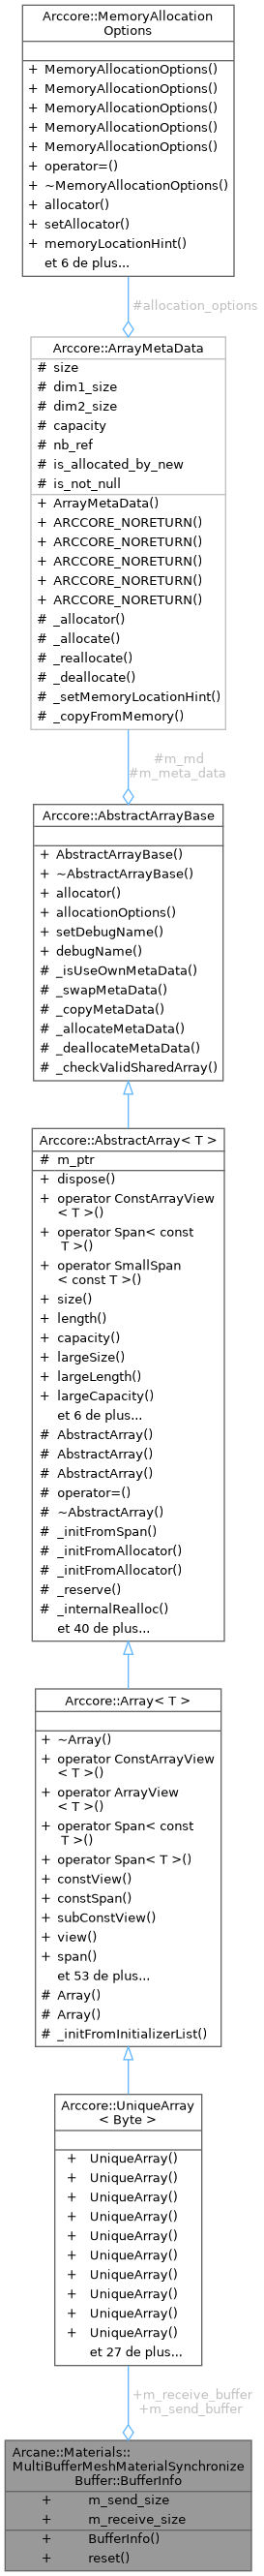 Arccore::MemoryAllocation
Options
+ MemoryAllocationOptions()
+ MemoryAllocationOptions()
+ MemoryAllocationOptions()
+ MemoryAllocationOptions()
+ MemoryAllocationOptions()
+ operator=()
+ ~MemoryAllocationOptions()
+ allocator()
+ setAllocator()
+ memoryLocationHint()
et 6 de plus...
#allocation_options
Arccore::ArrayMetaData
# size
# dim1_size
# dim2_size
# capacity
# nb_ref
# is_allocated_by_new
# is_not_null
+ ArrayMetaData()
+ ARCCORE_NORETURN()
+ ARCCORE_NORETURN()
+ ARCCORE_NORETURN()
+ ARCCORE_NORETURN()
+ ARCCORE_NORETURN()
# _allocator()
# _allocate()
# _reallocate()
# _deallocate()
# _setMemoryLocationHint()
# _copyFromMemory()
#m_md
#m_meta_data
Arccore::AbstractArrayBase
+ AbstractArrayBase()
+ ~AbstractArrayBase()
+ allocator()
+ allocationOptions()
+ setDebugName()
+ debugName()
# _isUseOwnMetaData()
# _swapMetaData()
# _copyMetaData()
# _allocateMetaData()
# _deallocateMetaData()
# _checkValidSharedArray()
Arccore::AbstractArray< T >
# m_ptr
+ dispose()
+ operator ConstArrayView
< T >()
+ operator Span< const
T >()
+ operator SmallSpan
< const T >()
+ size()
+ length()
+ capacity()
+ largeSize()
+ largeLength()
+ largeCapacity()
et 6 de plus...
# AbstractArray()
# AbstractArray()
# AbstractArray()
# operator=()
# ~AbstractArray()
# _initFromSpan()
# _initFromAllocator()
# _initFromAllocator()
# _reserve()
# _internalRealloc()
et 40 de plus...
Arccore::Array< T >
+ ~Array()
+ operator ConstArrayView
< T >()
+ operator ArrayView
< T >()
+ operator Span< const
T >()
+ operator Span< T >()
+ constView()
+ constSpan()
+ subConstView()
+ view()
+ span()
et 53 de plus...
# Array()
# Array()
# _initFromInitializerList()
Arccore::UniqueArray
< Byte >
+ UniqueArray()
+ UniqueArray()
+ UniqueArray()
+ UniqueArray()
+ UniqueArray()
+ UniqueArray()
+ UniqueArray()
+ UniqueArray()
+ UniqueArray()
+ UniqueArray()
et 27 de plus...
+m_receive_buffer
+m_send_buffer
Arcane::Materials::
MultiBufferMeshMaterialSynchronize
Buffer::BufferInfo
+ m_send_size
+ m_receive_size
+ BufferInfo()
+ reset()